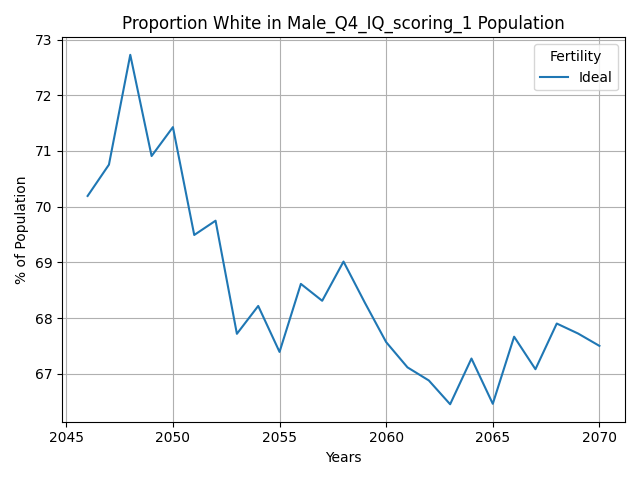 Proportion White in Male_Q4_IQ_scoring_1 Population
73
72
71
70
69
68
67
% of Population
Fertility
Ideal
2045 2050 2055 2060 2065 2070
Years